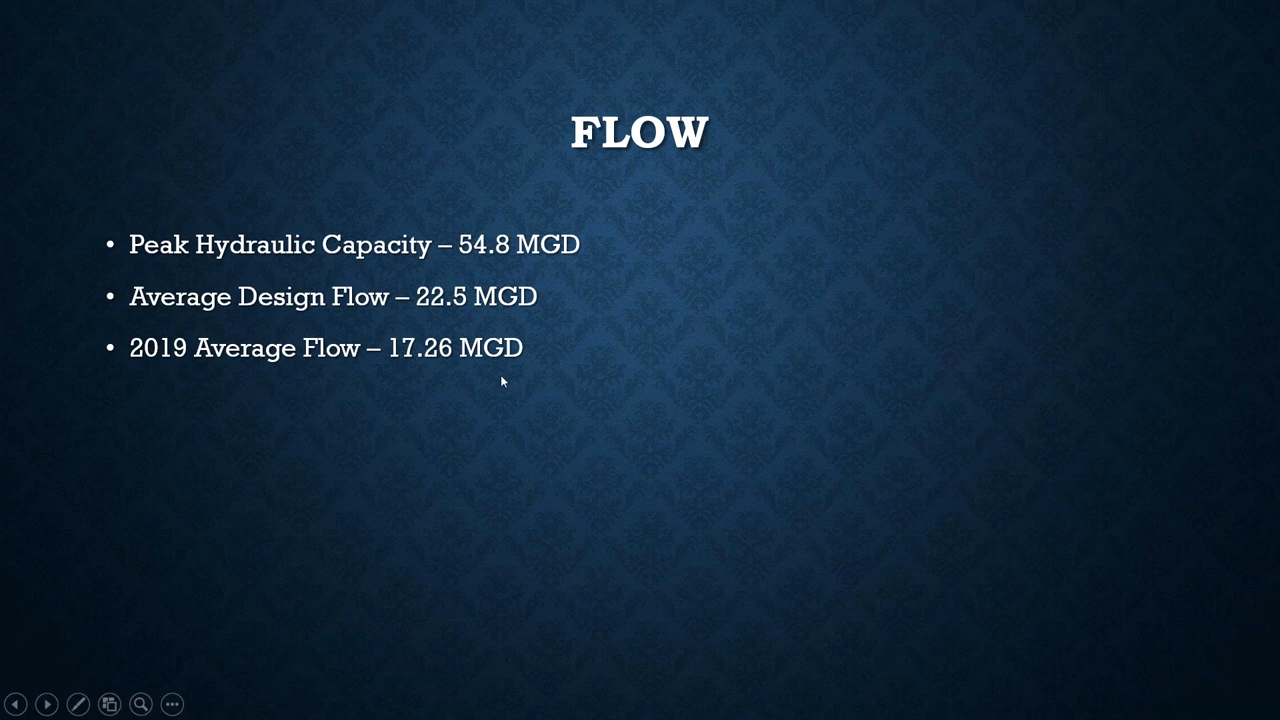 FLOW
• Peak Hydraulic Capacity – 54.8 MGD
• Average Design Flow – 22.5 MGD
• 2019 Average Flow – 17.26 MGD